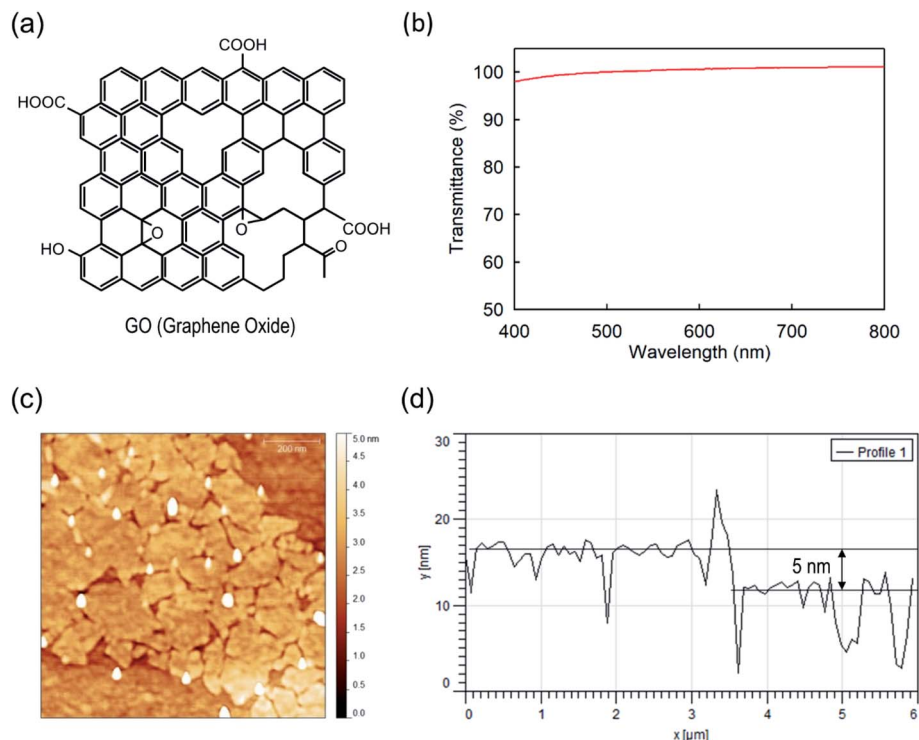 (a)
COOH
HOOC
O
O
COOH
HO
O
GO (Graphene Oxide)
(b)
Transmittance (%)
100
90
80
70
60
50
400
500
600
700
800
Wavelength (nm)
(c)
200 nm
5.0 nm
4.5
4.0
3.5
3.0
2.5
2.0
1.5
1.0
0.5
0.0
(d)
y [nm]
30
20
10
0
Profile 1
5 nm
0
1
2
3
4
5
6
x [µm]